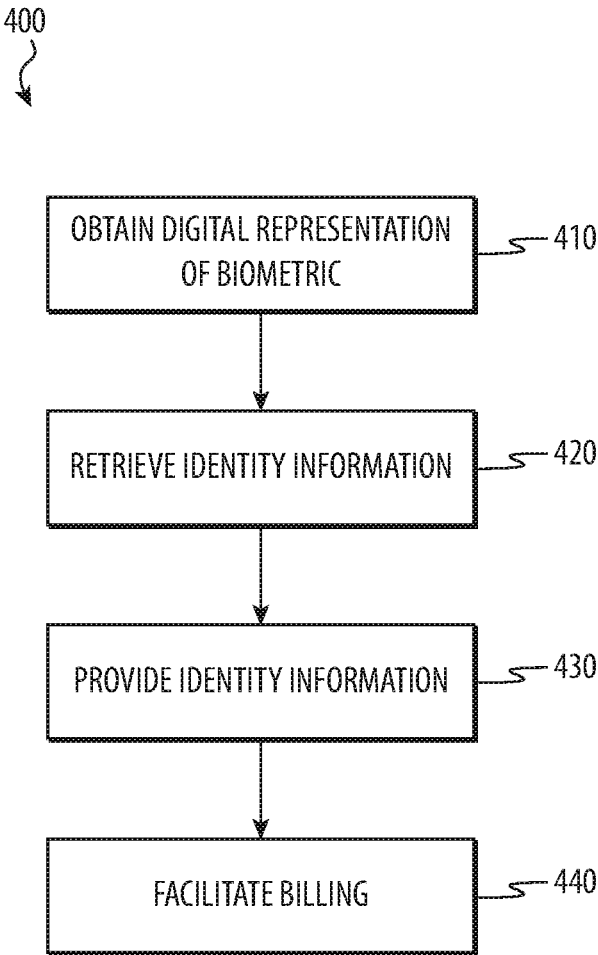 400
OBTAIN DIGITAL REPRESENTATION
OF BIOMETRIC
410
RETRIEVE IDENTITY INFORMATION
420
PROVIDE IDENTITY INFORMATION
430
FACILITATE BILLING
440